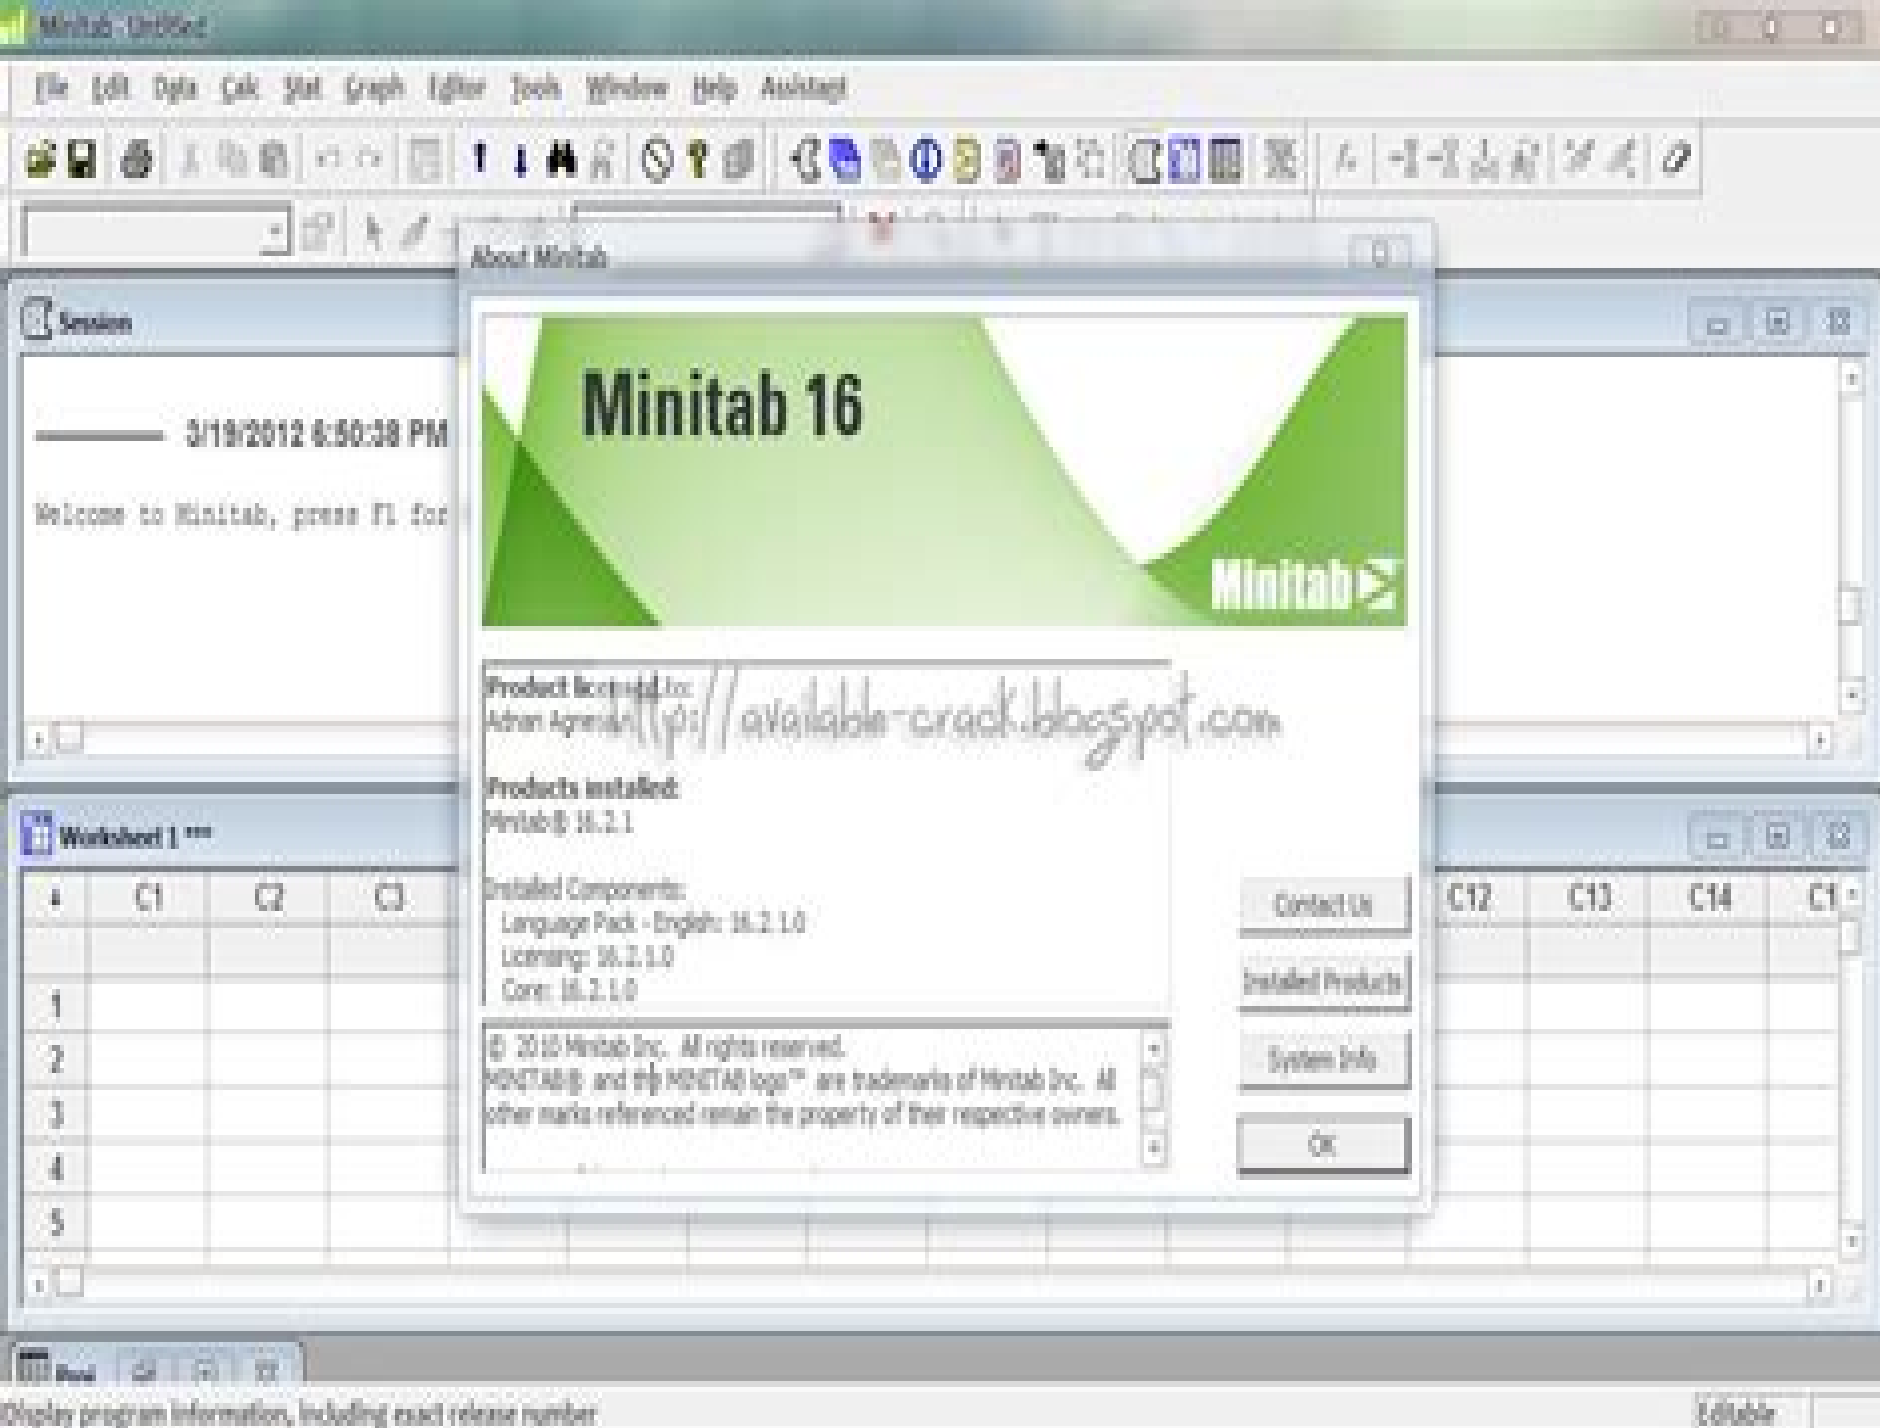 Minitab - Untitled
File Edit Data Calc Stat Graph Editor Tools Window Help Assistant
About Minitab
Session
Minitab 16
3/19/2012 6:50:38 PM
Welcome to Minitab, press F1 for
Minitab
Product licensed to:
Adrian
http://available-crack.blogspot.com
Products installed:
Minitab® 16.2.1
Worksheet 1 ***
Installed Components:
Language Pack - English: 16.2.1.0
Licensing: 16.2.1.0
Core: 16.2.1.0
Contact Us
Installed Products
System Info
OK
C1 C2 C3 C12 C13 C14 C1
1
2
3
4
5
© 2010 Minitab Inc. All rights reserved.
MINITAB® and the MINITAB logo™ are trademarks of Minitab Inc. All
other marks referenced remain the property of their respective owners.
Display program information, including exact release number
Editable